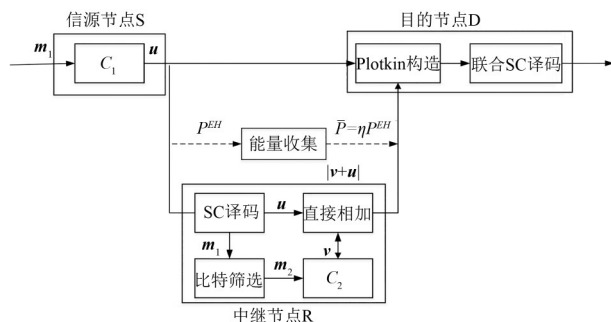 信源节点S
目的节点D
m₁
C₁
u
Plotkin构造
联合SC译码
P^{EH}
能量收集
P̄=ηP^{EH}
|v+u|
SC译码
u
直接相加
m₁
v
比特筛选
m₂
C₂
中继节点R